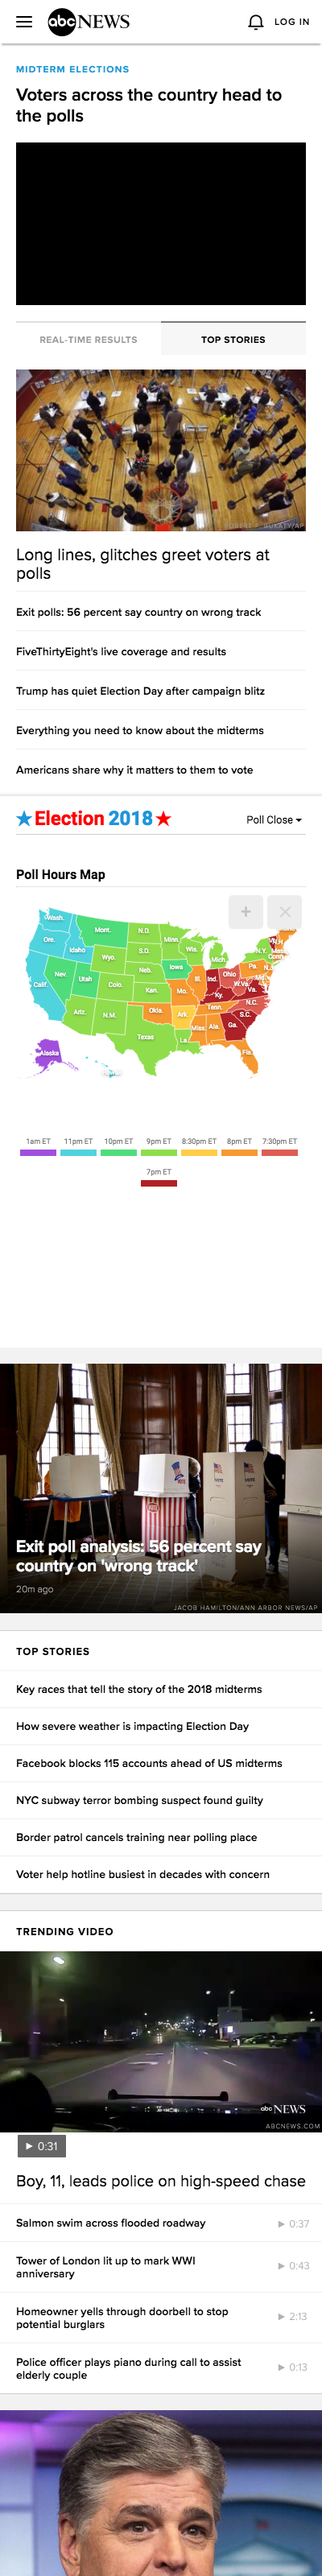 abc NEWS
LOG IN
MIDTERM ELECTIONS
Voters across the country head to
the polls
REAL-TIME RESULTS
TOP STORIES
Long lines, glitches greet voters at
polls
Exit polls: 56 percent say country on wrong track
FiveThirtyEight's live coverage and results
Trump has quiet Election Day after campaign blitz
Everything you need to know about the midterms
Americans share why it matters to them to vote
Election 2018
Poll Close
Poll Hours Map
Wash.
Mont.
N.D.
Minn.
Ore.
Idaho
Wyo.
S.D.
Wis.
Mich.
N.Y.
Nev.
Utah
Colo.
Neb.
Iowa
Ill.
Ind.
Ohio
Pa.
Calif.
Kan.
Mo.
Ky.
W.Va.
Va.
Ariz.
N.M.
Okla.
Ark.
Tenn.
N.C.
S.C.
Texas
La.
Miss.
Ala.
Ga.
Alaska
Fla.
1am ET
11pm ET
10pm ET
9pm ET
8:30pm ET
8pm ET
7:30pm ET
7pm ET
Exit poll analysis: 56 percent say
country on 'wrong track'
20m ago
JACOB HAMILTON/ANN ARBOR NEWS/AP
TOP STORIES
Key races that tell the story of the 2018 midterms
How severe weather is impacting Election Day
Facebook blocks 115 accounts ahead of US midterms
NYC subway terror bombing suspect found guilty
Border patrol cancels training near polling place
Voter help hotline busiest in decades with concern
TRENDING VIDEO
abc NEWS
ABCNEWS.COM
0:31
Boy, 11, leads police on high-speed chase
Salmon swim across flooded roadway
0:37
Tower of London lit up to mark WWI
anniversary
0:43
Homeowner yells through doorbell to stop
potential burglars
2:13
Police officer plays piano during call to assist
elderly couple
0:13